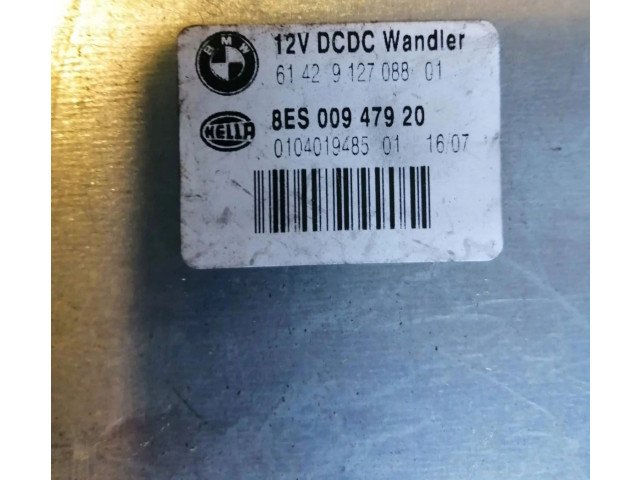 BMW
12V DCDC Wandler
61 42 9 127 088 01
HELLA
8ES 009 479 20
0104019485 01 16/07